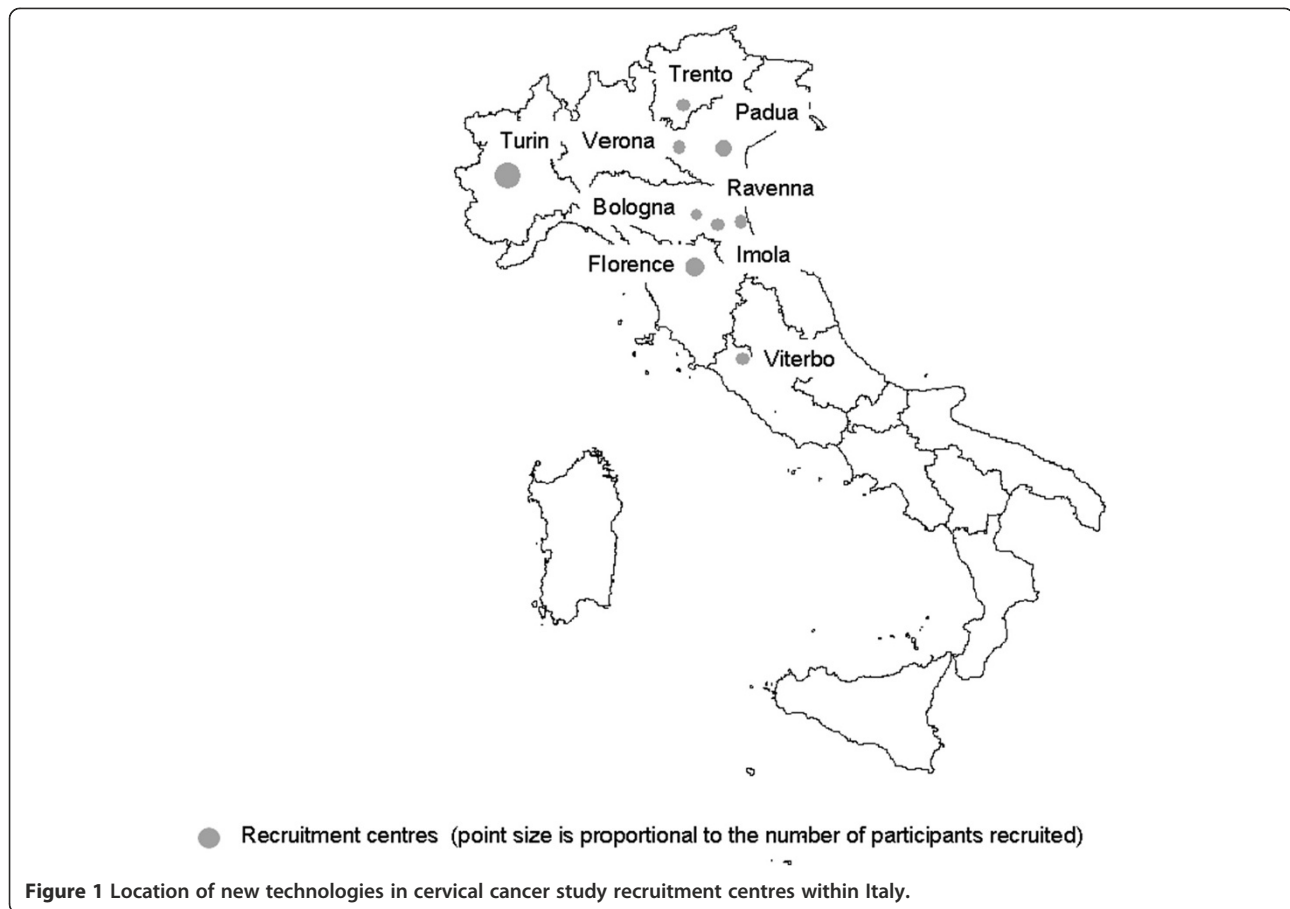 Trento
Padua
Turin
Verona
Ravenna
Bologna
Imola
Florence
Viterbo
Recruitment centres (point size is proportional to the number of participants recruited)
Figure 1 Location of new technologies in cervical cancer study recruitment centres within Italy.